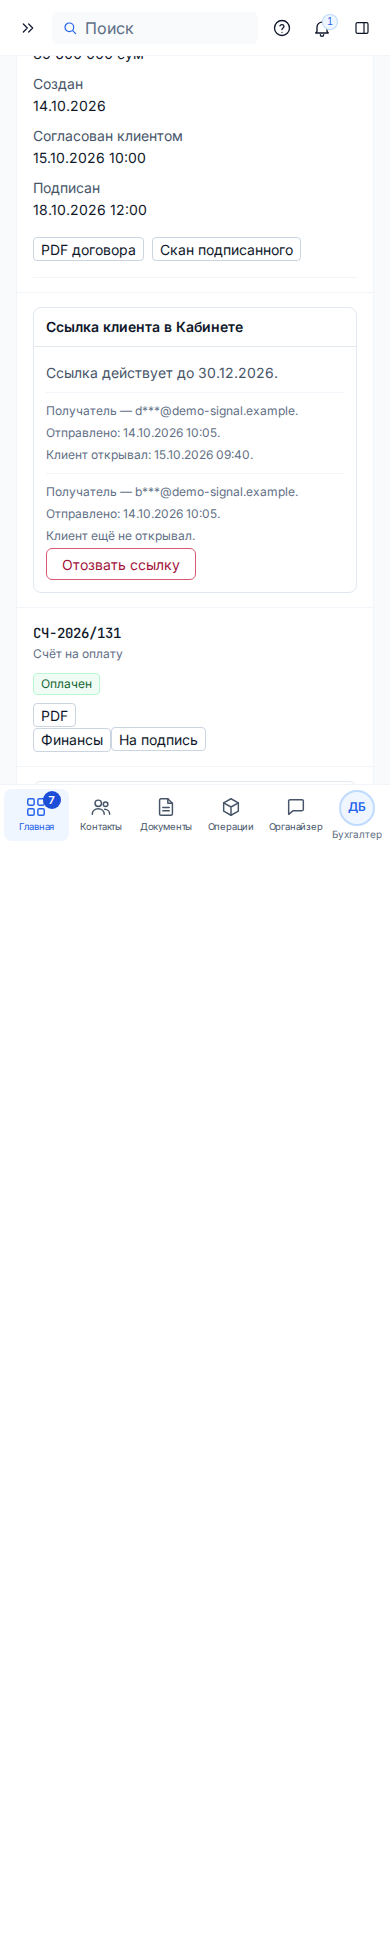 Поиск
1
85 000 000 сум
Создан
14.10.2026
Согласован клиентом
15.10.2026 10:00
Подписан
18.10.2026 12:00
PDF договора
Скан подписанного
Ссылка клиента в Кабинете
Ссылка действует до 30.12.2026.
Получатель — d***@demo-signal.example.
Отправлено: 14.10.2026 10:05.
Клиент открывал: 15.10.2026 09:40.
Получатель — b***@demo-signal.example.
Отправлено: 14.10.2026 10:05.
Клиент ещё не открывал.
Отозвать ссылку
СЧ-2026/131
Счёт на оплату
Оплачен
PDF
Финансы
На подпись
7
Главная
Контакты
Документы
Операции
Органайзер
ДБ
Бухгалтер